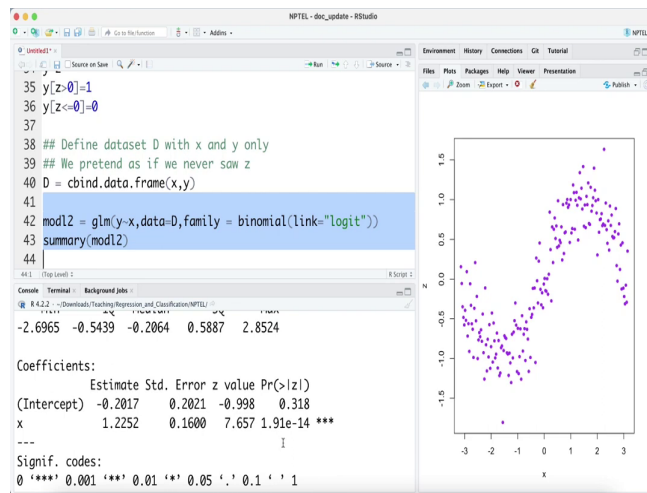 NPTEL - doc_update - RStudio
Go to file/function
Addins
NPTEL
Untitled1*
Source on Save
Run
Source
35 y[z>0]=1
36 y[z<=0]=0
37
38 ## Define dataset D with x and y only
39 ## We pretend as if we never saw z
40 D = cbind.data.frame(x,y)
41
42 modl2 = glm(y~x,data=D,family = binomial(link="logit"))
43 summary(modl2)
44
44:1 (Top Level) R Script
Console Terminal × Background Jobs ×
R 4.2.2 · ~/Downloads/Teaching/Regression_and_Classification/NPTEL/
-2.6965 -0.5439 -0.2064 0.5887 2.8524
Coefficients:
Estimate Std. Error z value Pr(>|z|)
(Intercept) -0.2017 0.2021 -0.998 0.318
x 1.2252 0.1600 7.657 1.91e-14 ***
---
Signif. codes:
0 ‘***’ 0.001 ‘**’ 0.01 ‘*’ 0.05 ‘.’ 0.1 ‘ ’ 1
Environment History Connections Git Tutorial
Files Plots Packages Help Viewer Presentation
Zoom Export Publish
z
1.5
1.0
0.5
0.0
-0.5
-1.0
-1.5
-3 -2 -1 0 1 2 3
x